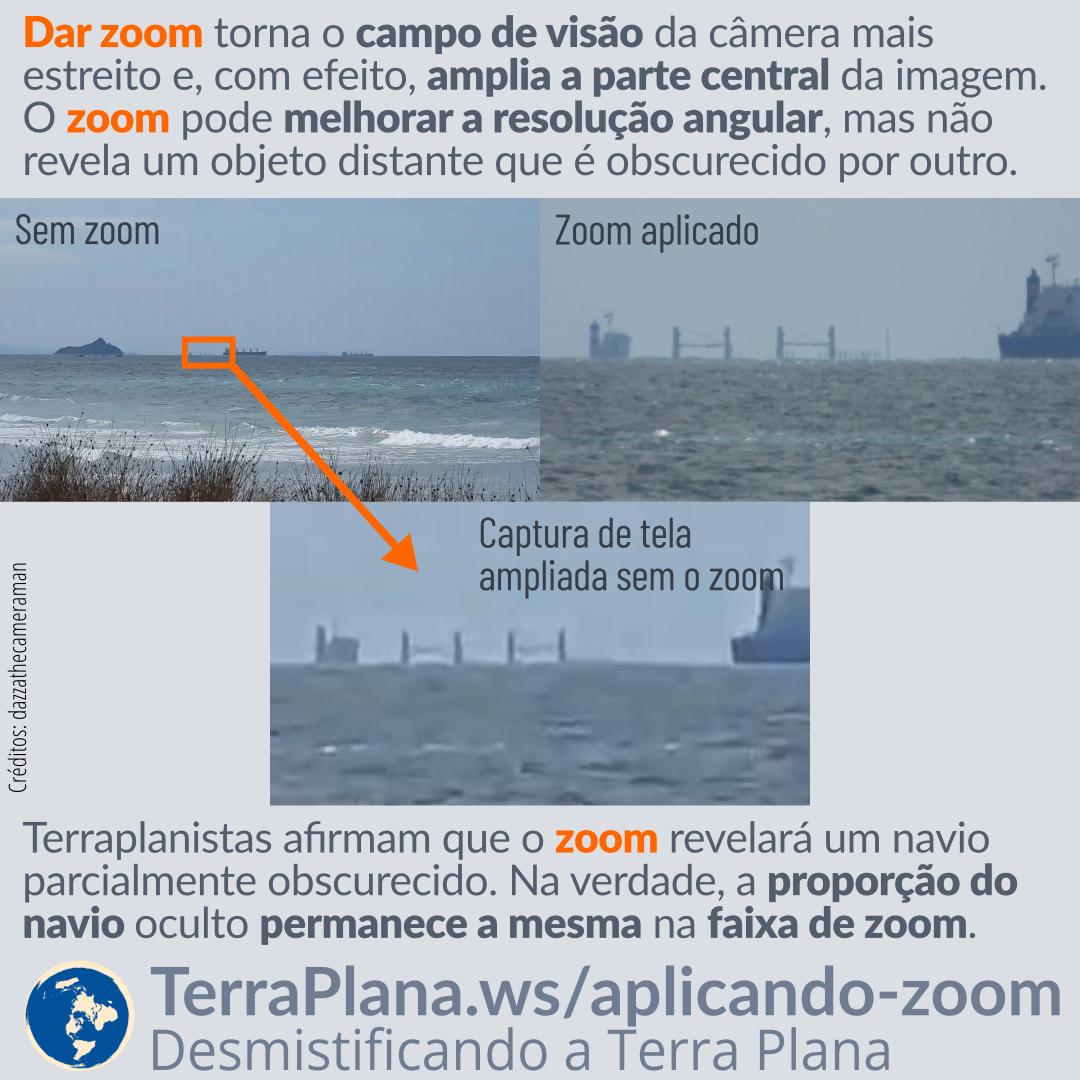 Dar zoom torna o campo de visão da câmera mais
estreito e, com efeito, amplia a parte central da imagem.
O zoom pode melhorar a resolução angular, mas não
revela um objeto distante que é obscurecido por outro.
Sem zoom
Zoom aplicado
Captura de tela
ampliada sem o zoom
Créditos: dazzathecameraman
Terraplanistas afirmam que o zoom revelará um navio
parcialmente obscurecido. Na verdade, a proporção do
navio oculto permanece a mesma na faixa de zoom.
TerraPlana.ws/aplicando-zoom
Desmistificando a Terra Plana